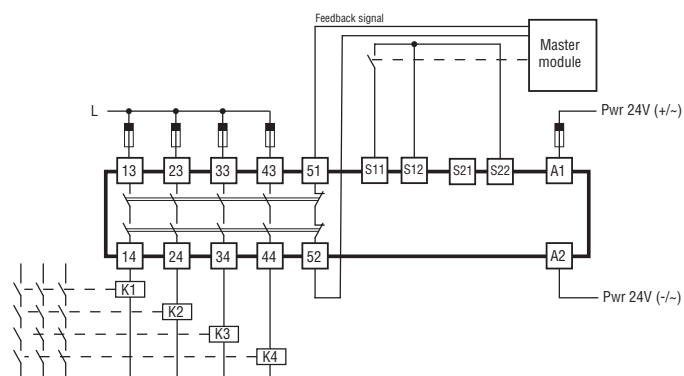 Feedback signal
Master
module
L
Pwr 24V (+/~)
13 23 33 43 51 S11 S12 S21 S22 A1
14 24 34 44 52 A2
K1
Pwr 24V (-/~)
K2
K3
K4